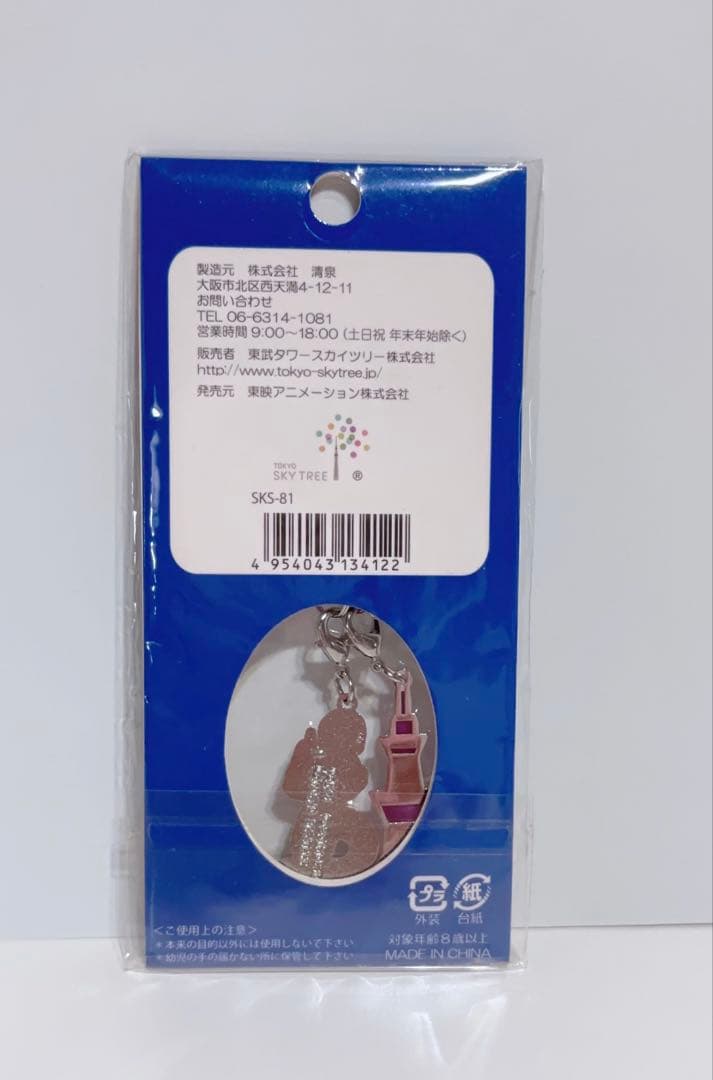 製造元　株式会社　清泉
大阪市北区西天満4-12-11
お問い合わせ
TEL 06-6314-1081
営業時間 9:00～18:00（土日祝 年末年始除く）
販売者　東武タワースカイツリー株式会社
http://www.tokyo-skytree.jp/
発売元　東映アニメーション株式会社
TOKYO
SKY TREE ®
SKS-81
4 954043 134122
プラ
外装
紙
台紙
＜ご使用上の注意＞
＊本来の目的以外には使用しないで下さい
＊幼児の手の届かない所に保管して下さい
対象年齢8歳以上
MADE IN CHINA